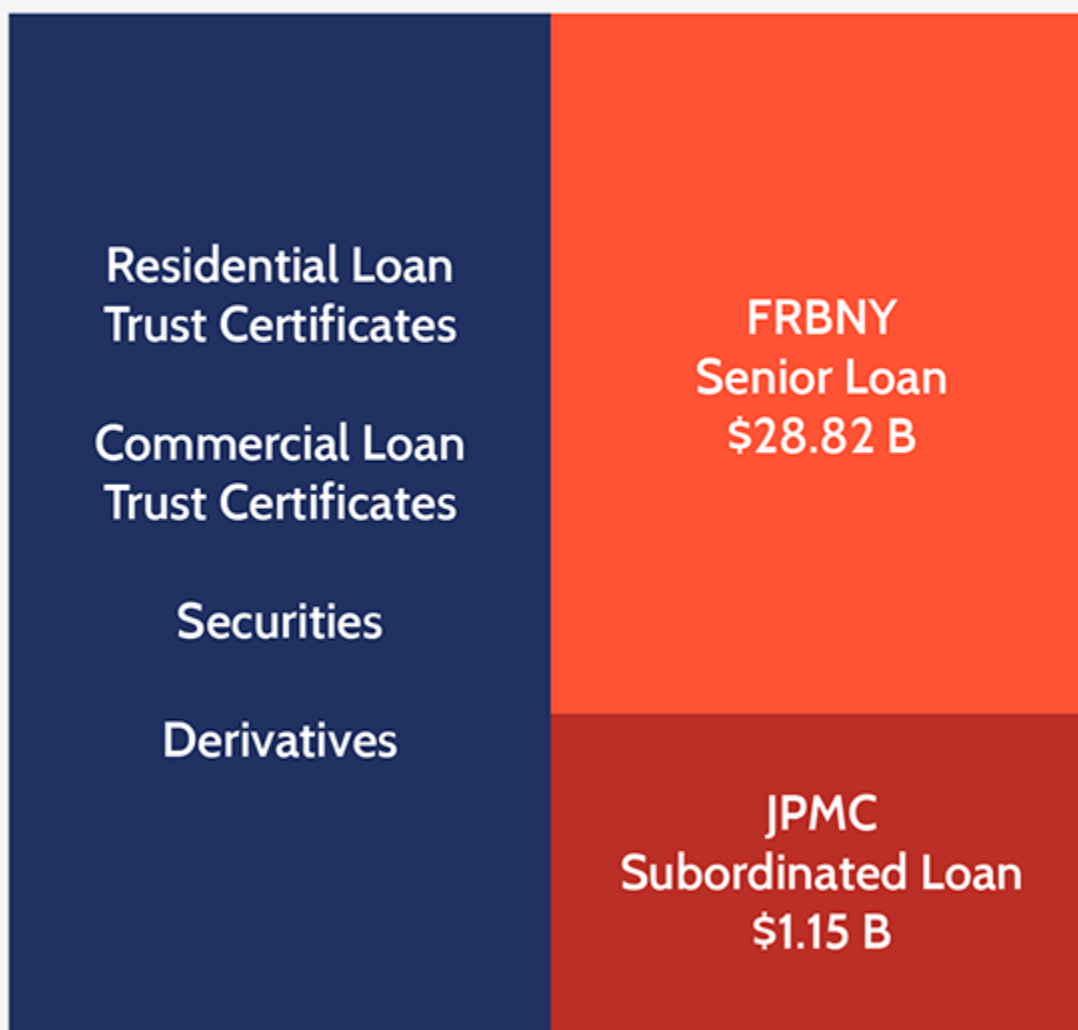 Residential Loan
Trust Certificates
Commercial Loan
Trust Certificates
Securities
Derivatives
FRBNY
Senior Loan
$28.82 B
JPMC
Subordinated Loan
$1.15 B